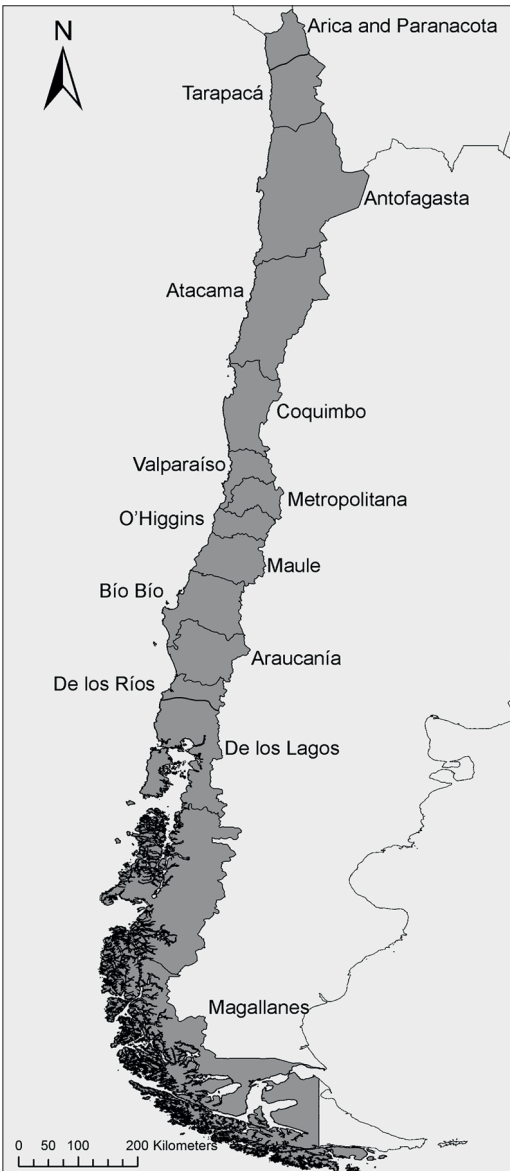 N
Arica and Paranacota
Tarapacá
Antofagasta
Atacama
Coquimbo
Valparaíso
Metropolitana
O'Higgins
Maule
Bío Bío
Araucanía
De los Ríos
De los Lagos
Magallanes
0 50 100 200 Kilometers